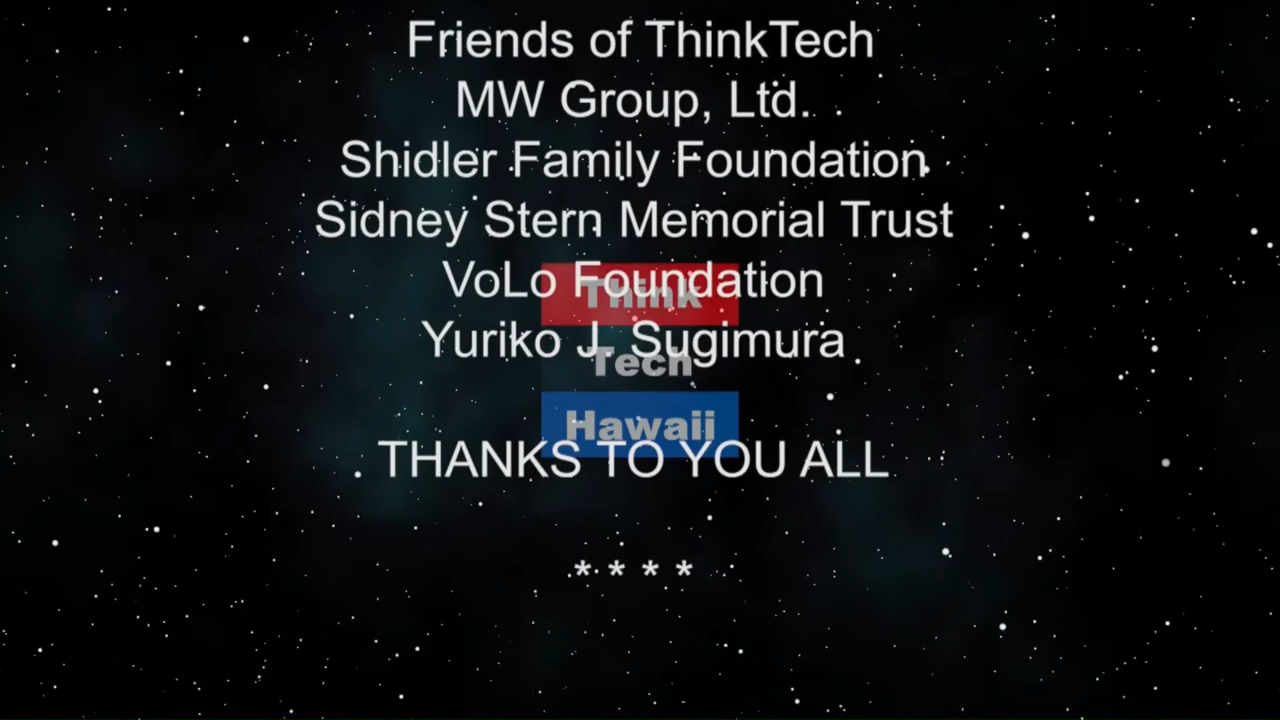 Friends of ThinkTech
MW Group, Ltd.
Shidler Family Foundation
Sidney Stern Memorial Trust
VoLo Foundation
Think
Yuriko J. Sugimura
Tech
Hawaii
THANKS TO YOU ALL
* * * *